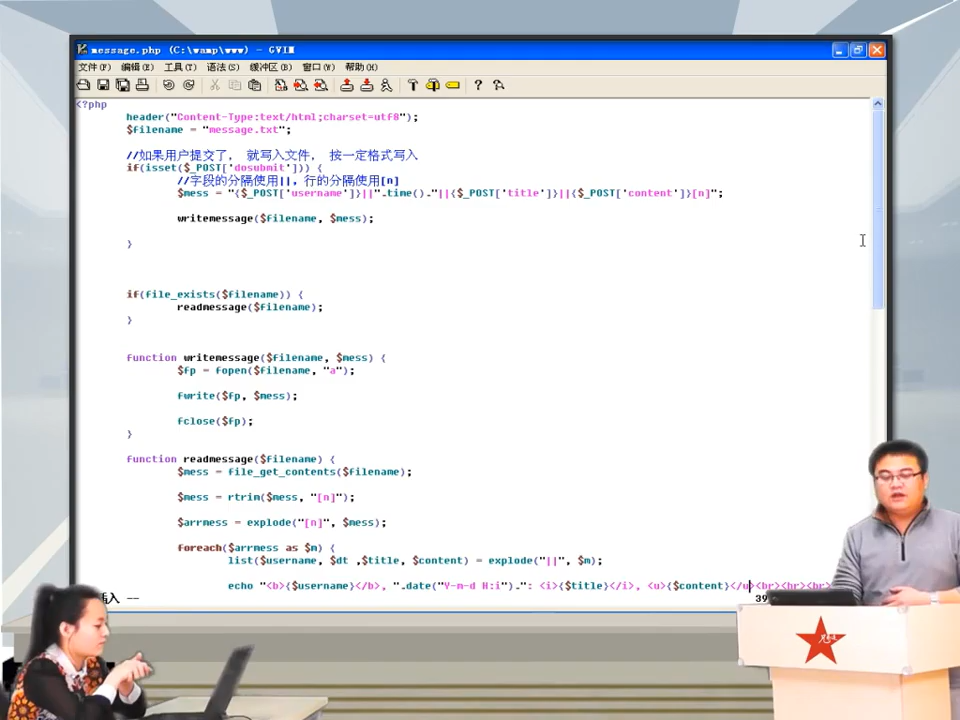 message.php (C:\wamp\www) - GVIM
文件(F) 编辑(E) 工具(T) 语法(S) 缓冲区(B) 窗口(W) 帮助(H)
<?php
header("Content-Type:text/html;charset=utf8");
$filename = "message.txt";
//如果用户提交了， 就写入文件， 按一定格式写入
if(isset($_POST['dosubmit'])) {
//字段的分隔使用||, 行的分隔使用[n]
$mess = "{$_POST['username']}||".time()."||{$_POST['title']}||{$_POST['content']}[n]";
writemessage($filename, $mess);
}
if(file_exists($filename)) {
readmessage($filename);
}
function writemessage($filename, $mess) {
$fp = fopen($filename, "a");
fwrite($fp, $mess);
fclose($fp);
}
function readmessage($filename) {
$mess = file_get_contents($filename);
$mess = rtrim($mess, "[n]");
$arrmess = explode("[n]", $mess);
foreach($arrmess as $m) {
list($username, $dt ,$title, $content) = explode("||", $m);
echo "<b>{$username}</b>, ".date("Y-m-d H:i").": <i>{$title}</i>, <u>{$content}</u><br><hr><br>
插入 --
39